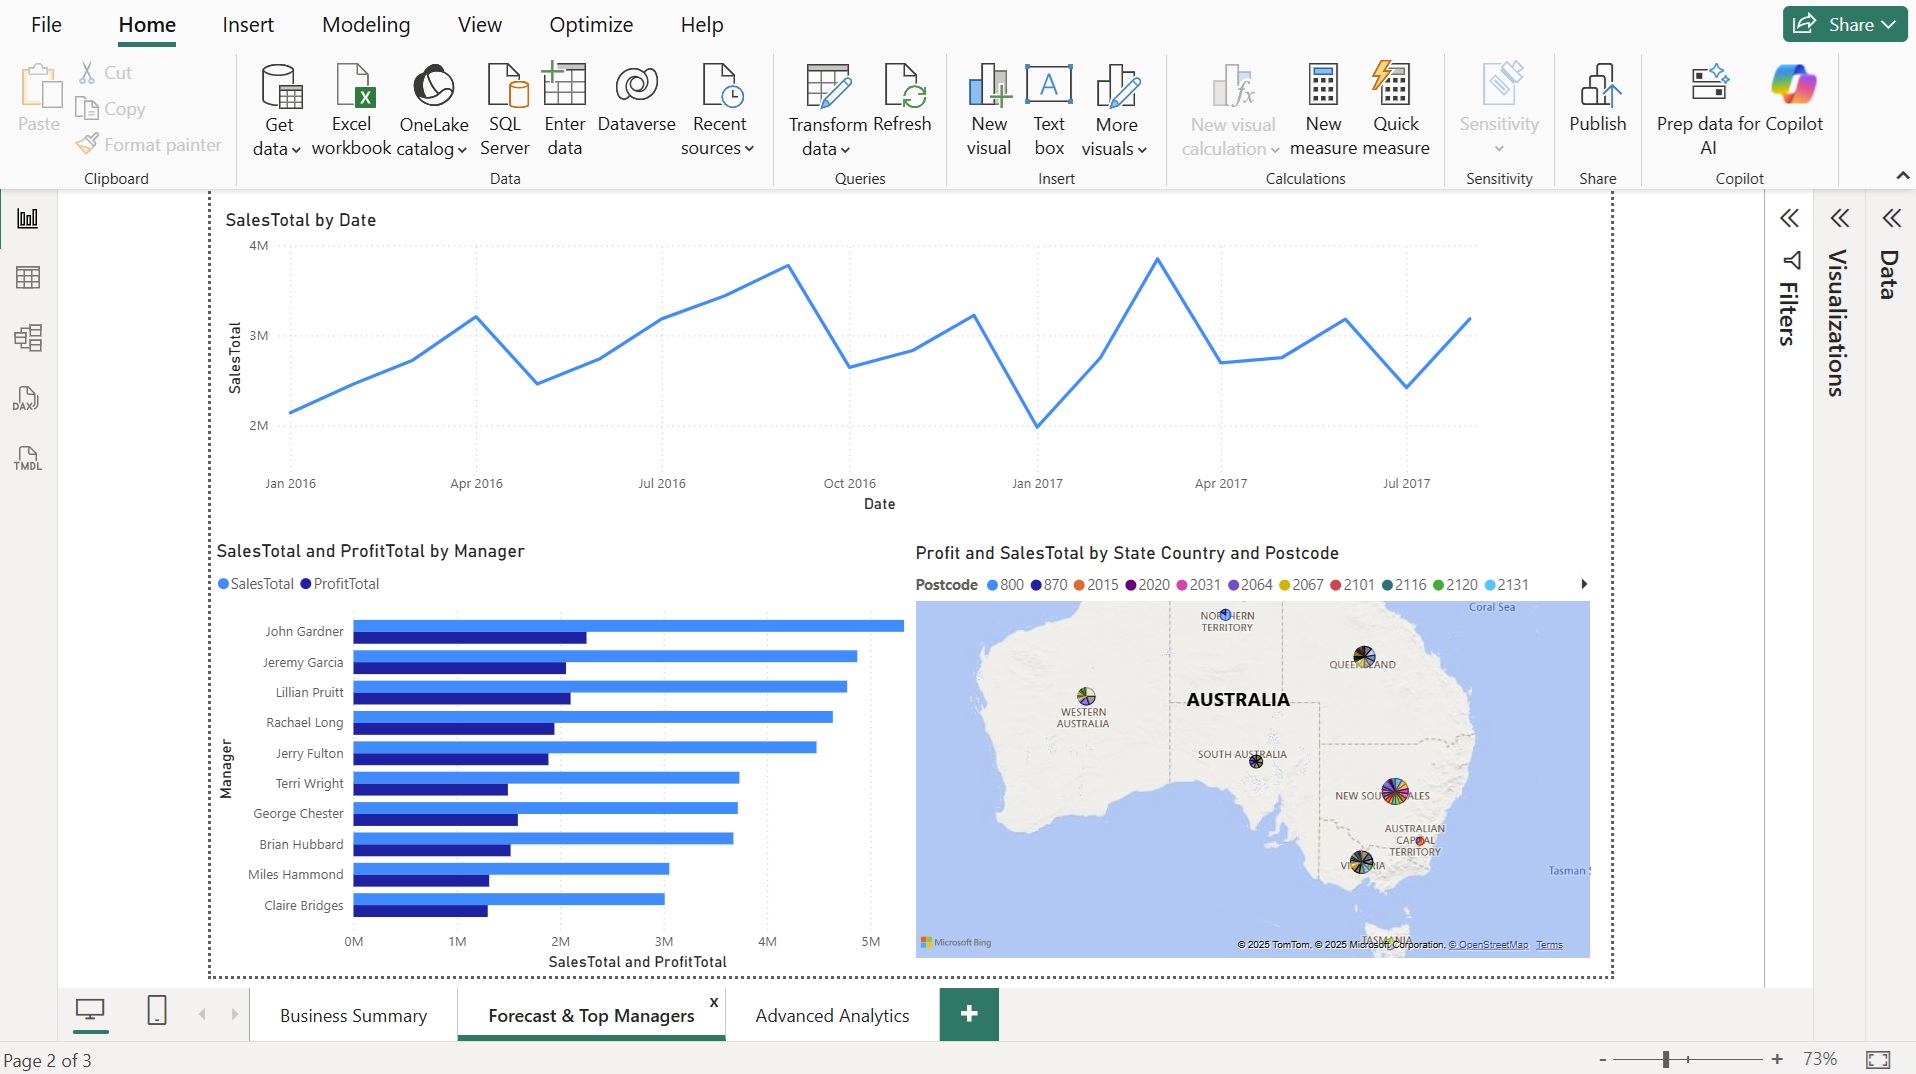 File Home Insert Modeling View Optimize Help Share
Paste
Cut
Copy
Format painter
Clipboard
Get data
Excel workbook
OneLake catalog
SQL Server
Enter data
Dataverse
Recent sources
Data
Transform data
Refresh
Queries
New visual
Text box
More visuals
Insert
New visual calculation
New measure
Quick measure
Calculations
Sensitivity
Sensitivity
Publish
Share
Prep data for AI
Copilot
Copilot
DAX
TMDL
SalesTotal by Date
4M
3M
2M
SalesTotal
Jan 2016 Apr 2016 Jul 2016 Oct 2016 Jan 2017 Apr 2017 Jul 2017
Date
SalesTotal and ProfitTotal by Manager
SalesTotal ProfitTotal
Manager
John Gardner
Jeremy Garcia
Lillian Pruitt
Rachael Long
Jerry Fulton
Terri Wright
George Chester
Brian Hubbard
Miles Hammond
Claire Bridges
0M 1M 2M 3M 4M 5M
SalesTotal and ProfitTotal
Profit and SalesTotal by State Country and Postcode
Postcode 800 870 2015 2020 2031 2064 2067 2101 2116 2120 2131
Coral Sea
TERRITORY
AUSTRALIA
WESTERN
AUSTRALIA
SOUTH AUSTRALIA
AUSTRALIAN
TERRITORY
Tasman
Microsoft Bing
© 2025 TomTom, © 2025 Microsoft Corporation, © OpenStreetMap Terms
Filters
Visualizations
Data
Business Summary
Forecast & Top Managers x
Advanced Analytics
+
Page 2 of 3
- + 73%